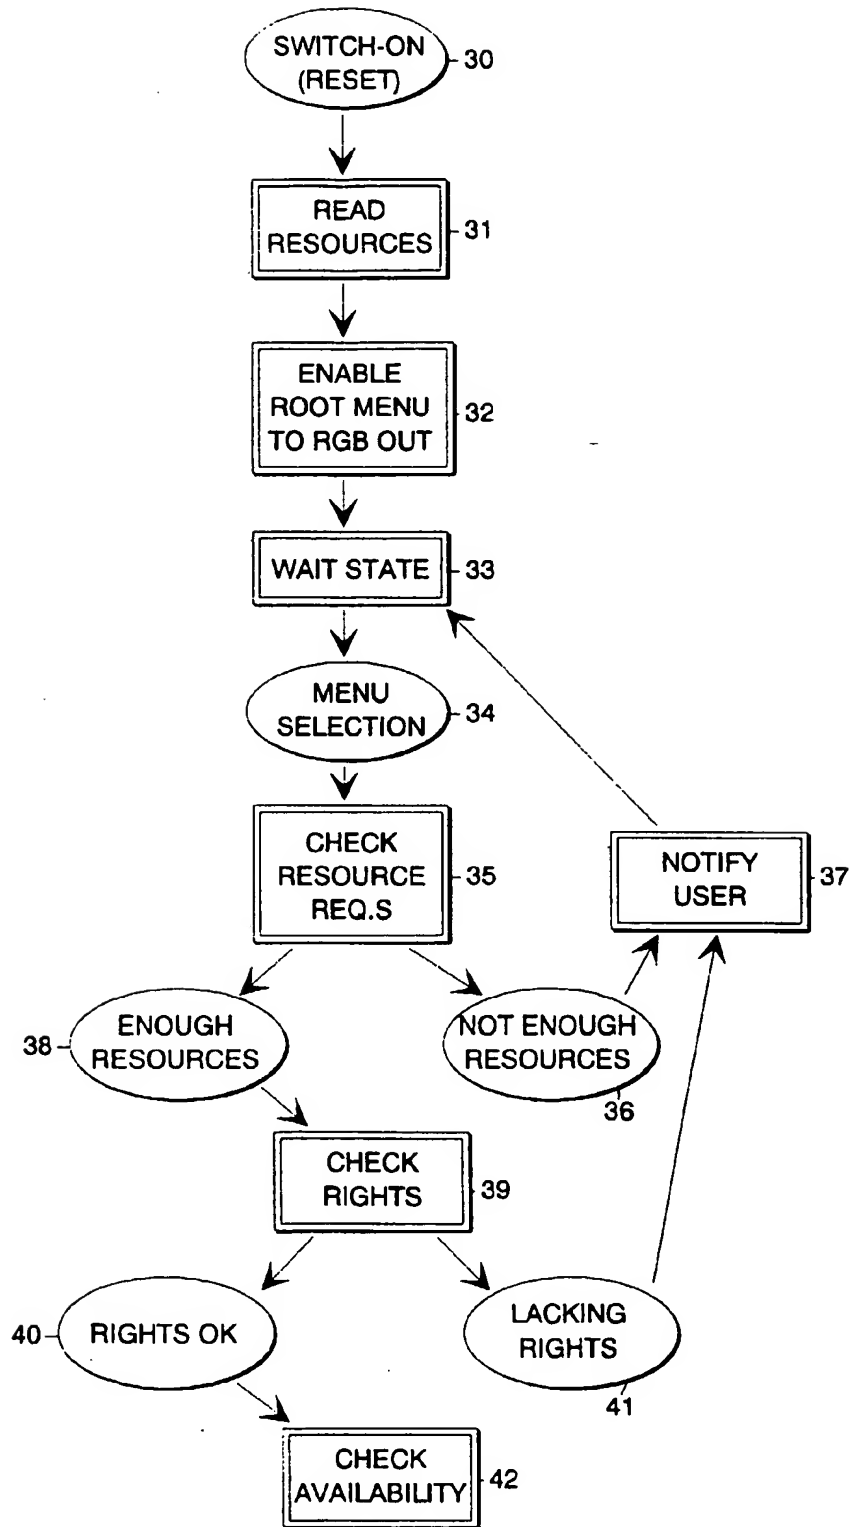 SWITCH-ON
(RESET)
30
READ
RESOURCES
31
ENABLE
ROOT MENU
TO RGB OUT
32
WAIT STATE
33
MENU
SELECTION
34
CHECK
RESOURCE
REQ.S
35
NOTIFY
USER
37
ENOUGH
RESOURCES
38
NOT ENOUGH
RESOURCES
36
CHECK
RIGHTS
39
RIGHTS OK
40
LACKING
RIGHTS
41
CHECK
AVAILABILITY
42